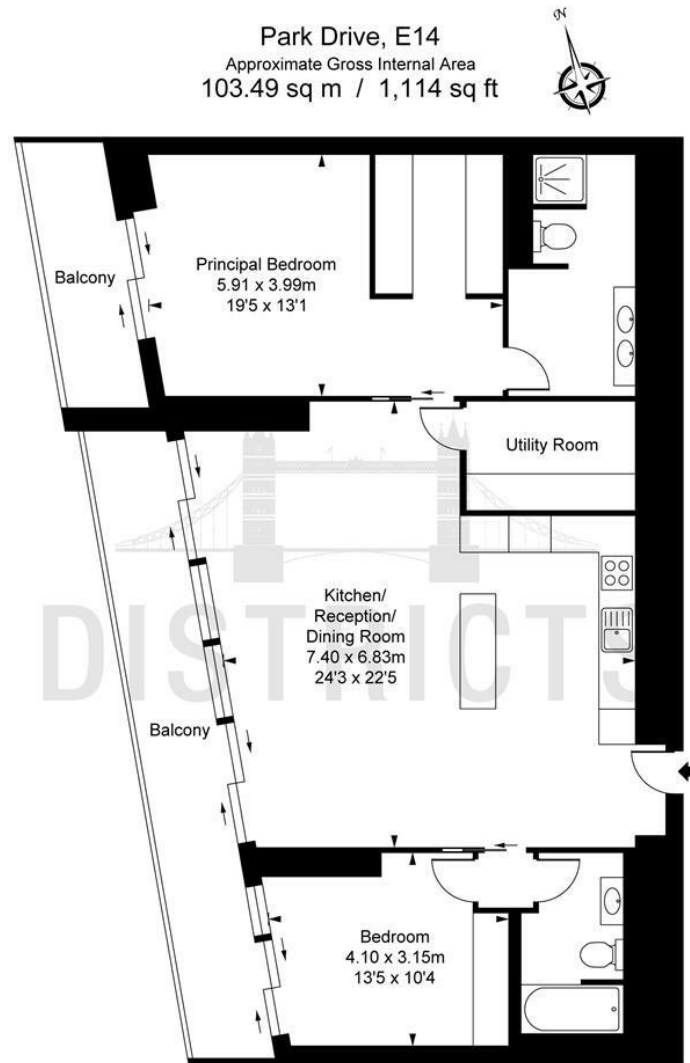 Park Drive, E14
Approximate Gross Internal Area
103.49 sq m / 1,114 sq ft
N
Balcony
Principal Bedroom
5.91 x 3.99m
19'5 x 13'1
Utility Room
Kitchen/
Reception/
Dining Room
7.40 x 6.83m
24'3 x 22'5
DISTRICTS
Balcony
Bedroom
4.10 x 3.15m
13'5 x 10'4